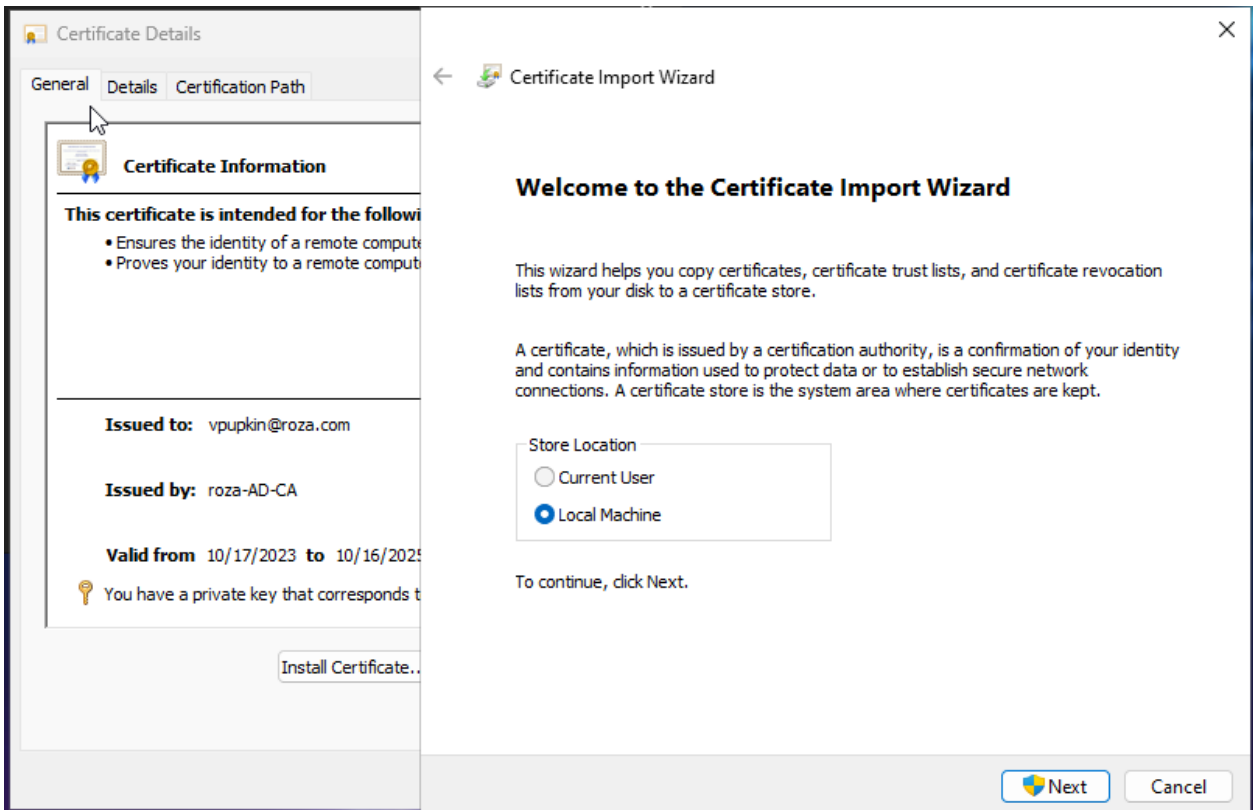 Certificate Details
General Details Certification Path
Certificate Information
This certificate is intended for the followi
• Ensures the identity of a remote compute
• Proves your identity to a remote compute
Issued to: vpupkin@roza.com
Issued by: roza-AD-CA
Valid from 10/17/2023 to 10/16/2025
You have a private key that corresponds t
Install Certificate..
Certificate Import Wizard
Welcome to the Certificate Import Wizard
This wizard helps you copy certificates, certificate trust lists, and certificate revocation
lists from your disk to a certificate store.
A certificate, which is issued by a certification authority, is a confirmation of your identity
and contains information used to protect data or to establish secure network
connections. A certificate store is the system area where certificates are kept.
Store Location
Current User
Local Machine
To continue, click Next.
Next Cancel